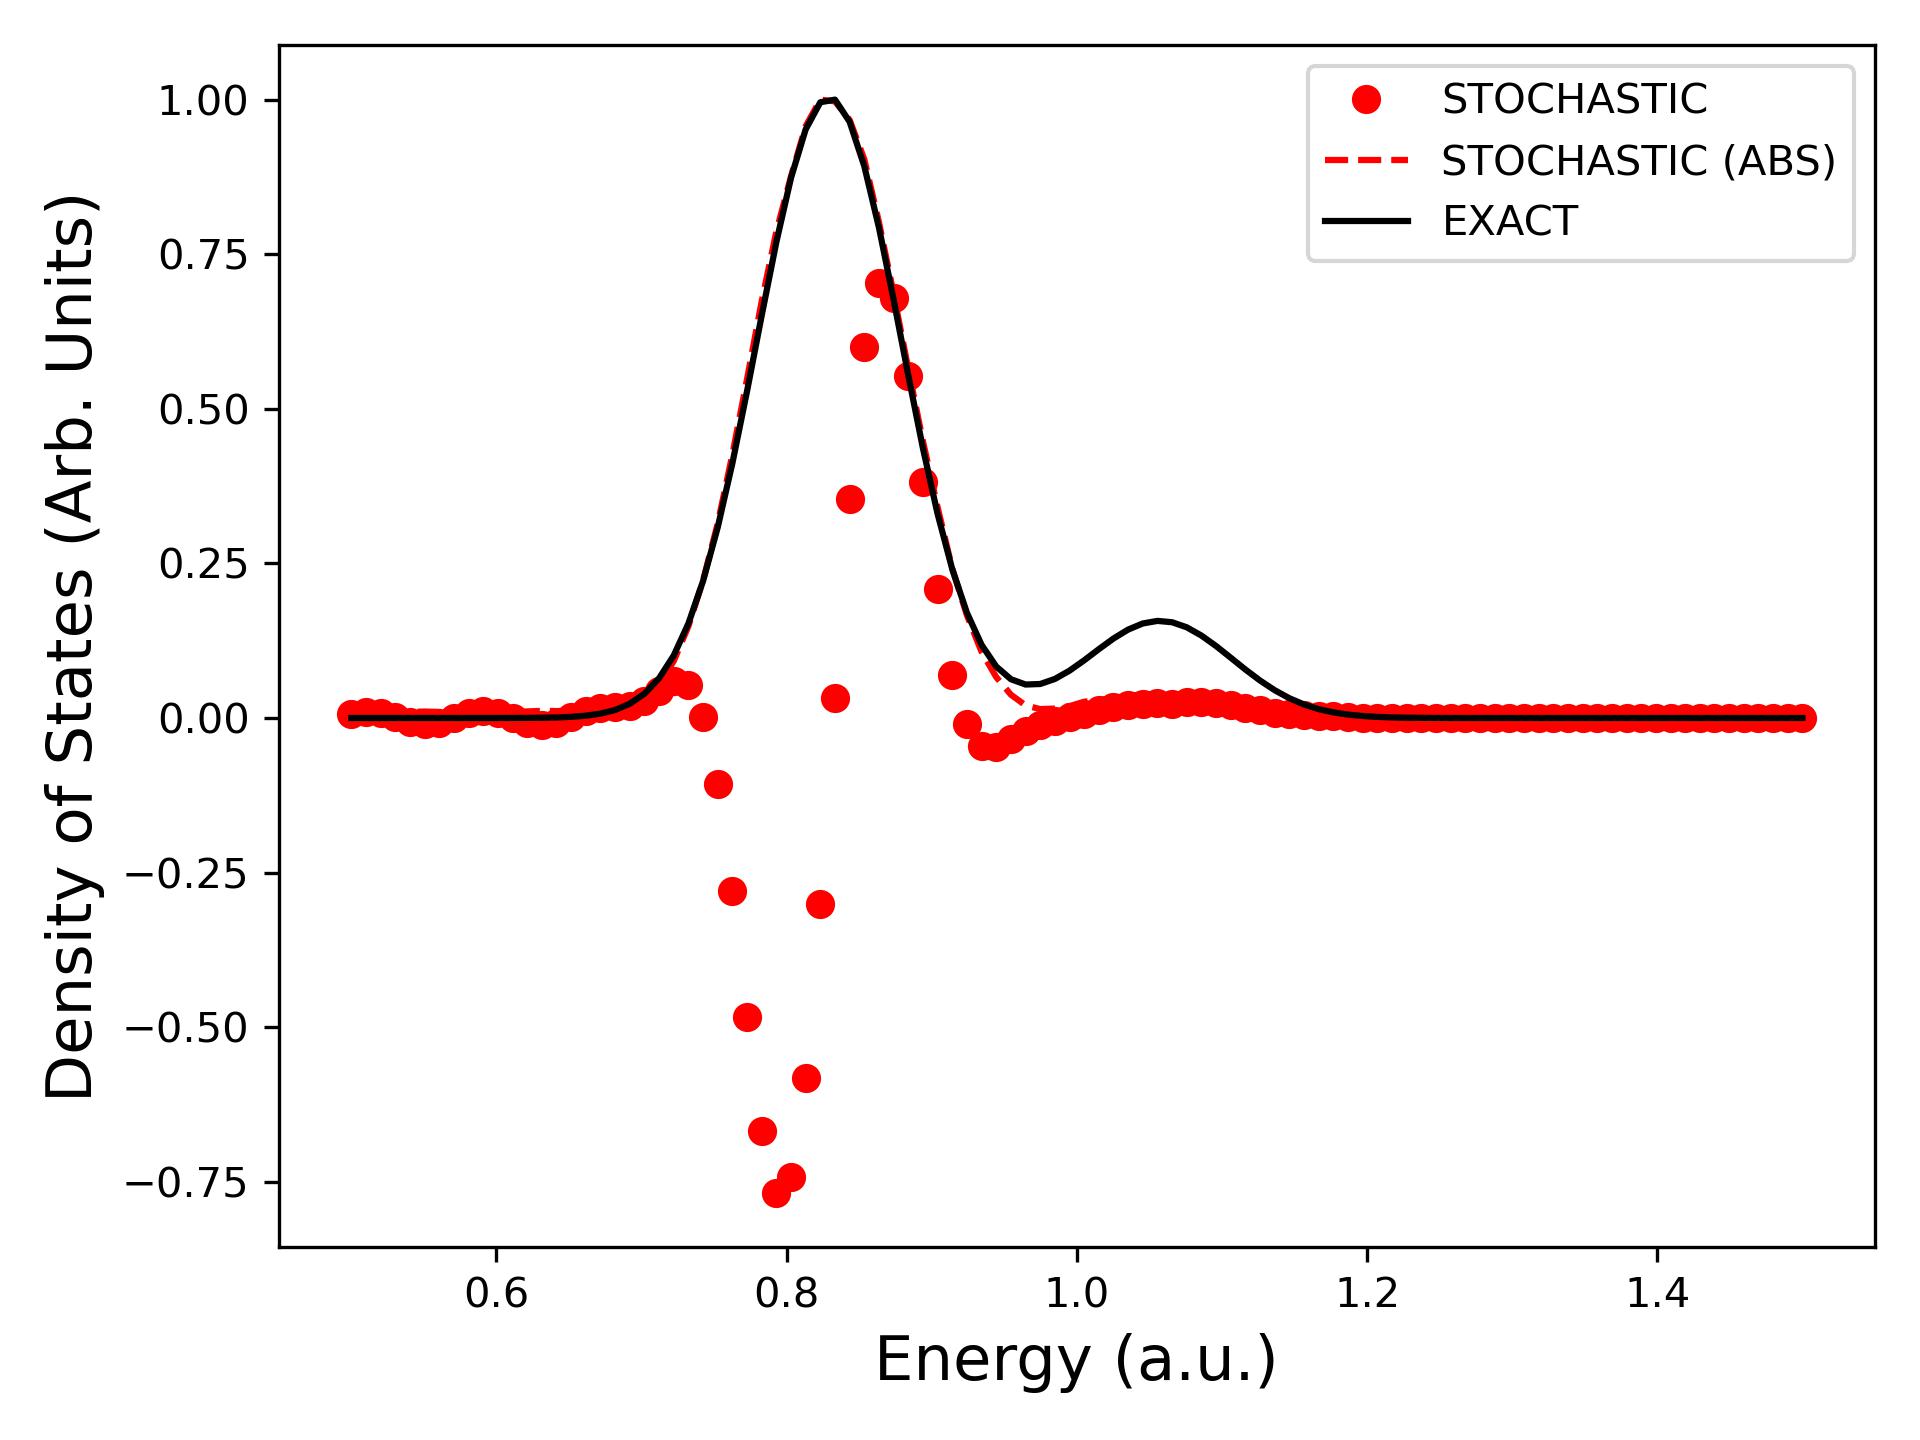 Density of States (Arb. Units)
1.00
0.75
0.50
0.25
0.00
−0.25
−0.50
−0.75
STOCHASTIC
STOCHASTIC (ABS)
EXACT
0.6 0.8 1.0 1.2 1.4
Energy (a.u.)